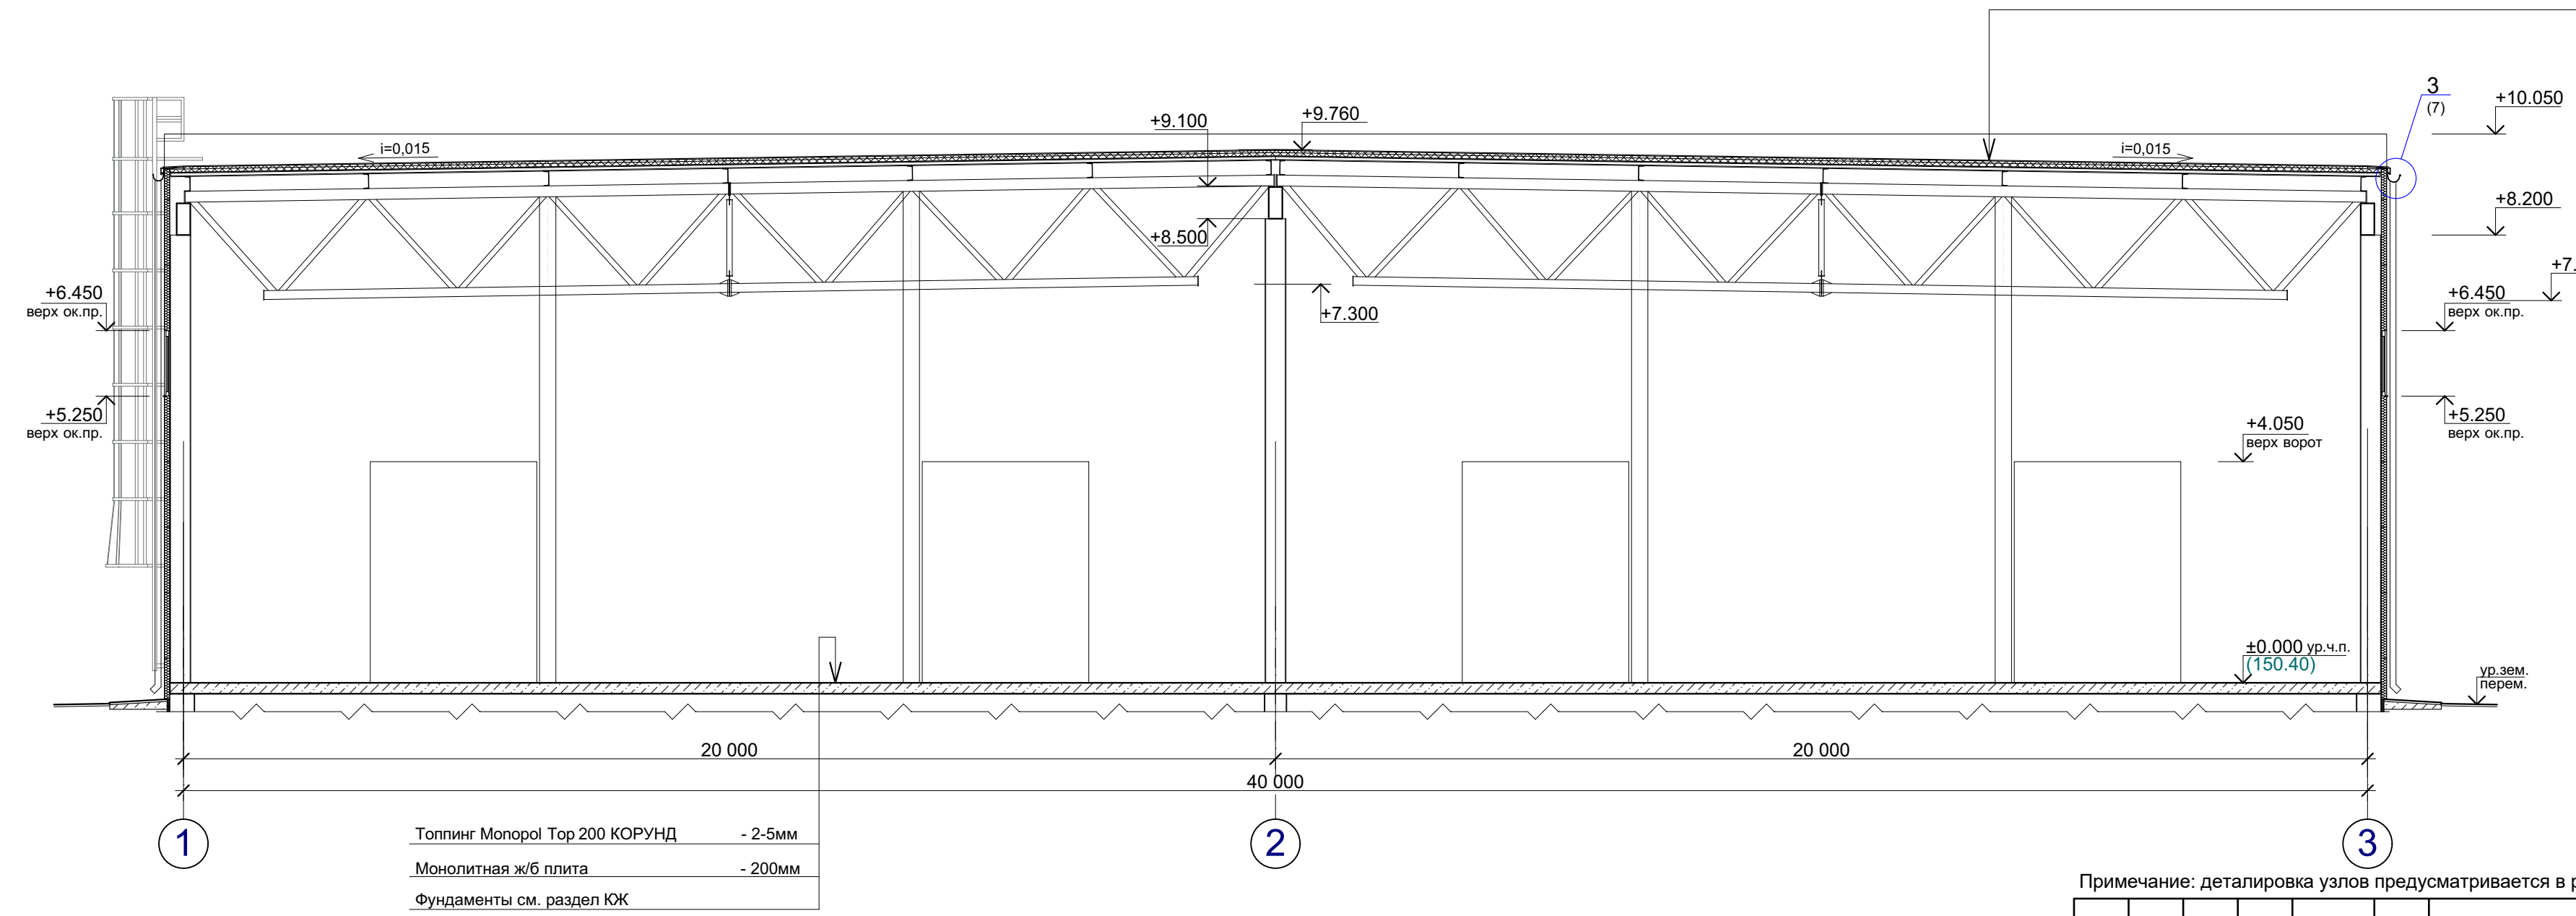 3
(7)
+10.050
+9.100
+9.760
i=0,015
i=0,015
+8.200
+8.500
+7.
+6.450
верх ок.пр.
+6.450
верх ок.пр.
+7.300
+5.250
верх ок.пр.
+5.250
верх ок.пр.
+4.050
верх ворот
±0.000 ур.ч.п.
(150.40)
ур.зем.
перем.
20 000
20 000
40 000
1
2
3
Топпинг Monopol Top 200 КОРУНД - 2-5мм
Монолитная ж/б плита - 200мм
Фундаменты см. раздел КЖ
Примечание: деталировка узлов предусматривается в